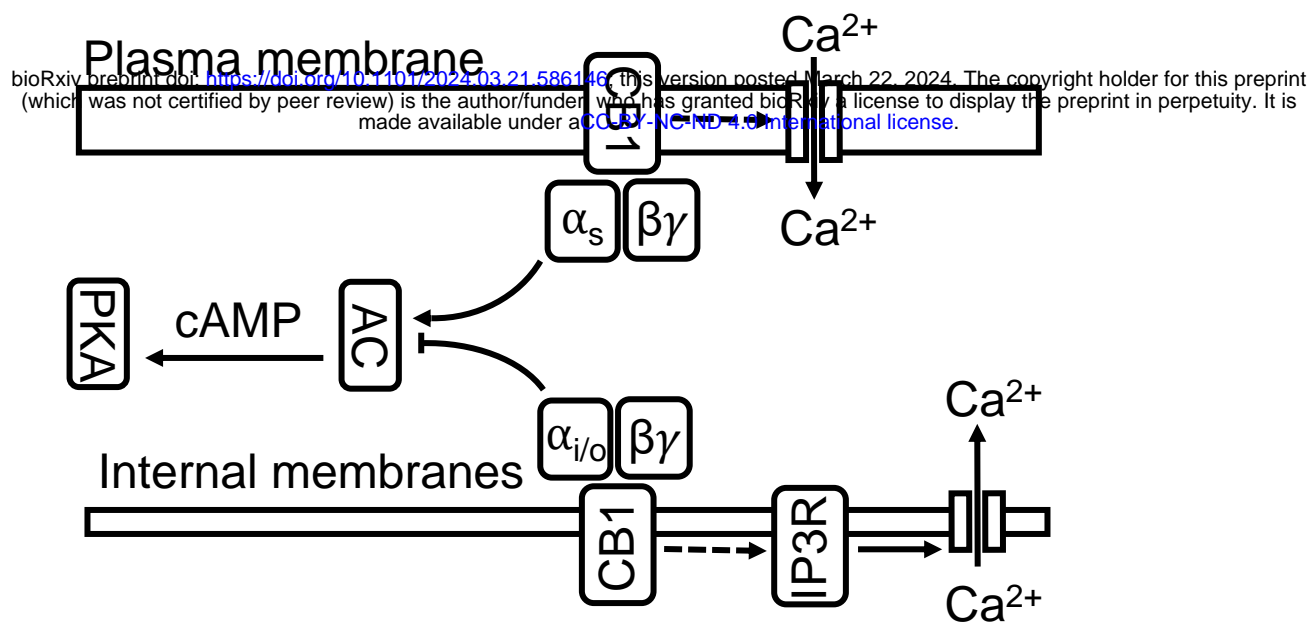 Ca2+
Plasma membrane
bioRxiv preprint doi: https://doi.org/10.1101/2024.03.21.586146; this version posted March 22, 2024. The copyright holder for this preprint
(which was not certified by peer review) is the author/funder, who has granted bioRxiv a license to display the preprint in perpetuity. It is
made available under aCC-BY-NC-ND 4.0 International license.
CB1
αs
βγ
Ca2+
PKA
cAMP
AC
αi/o
βγ
Ca2+
Internal membranes
CB1
IP3R
Ca2+